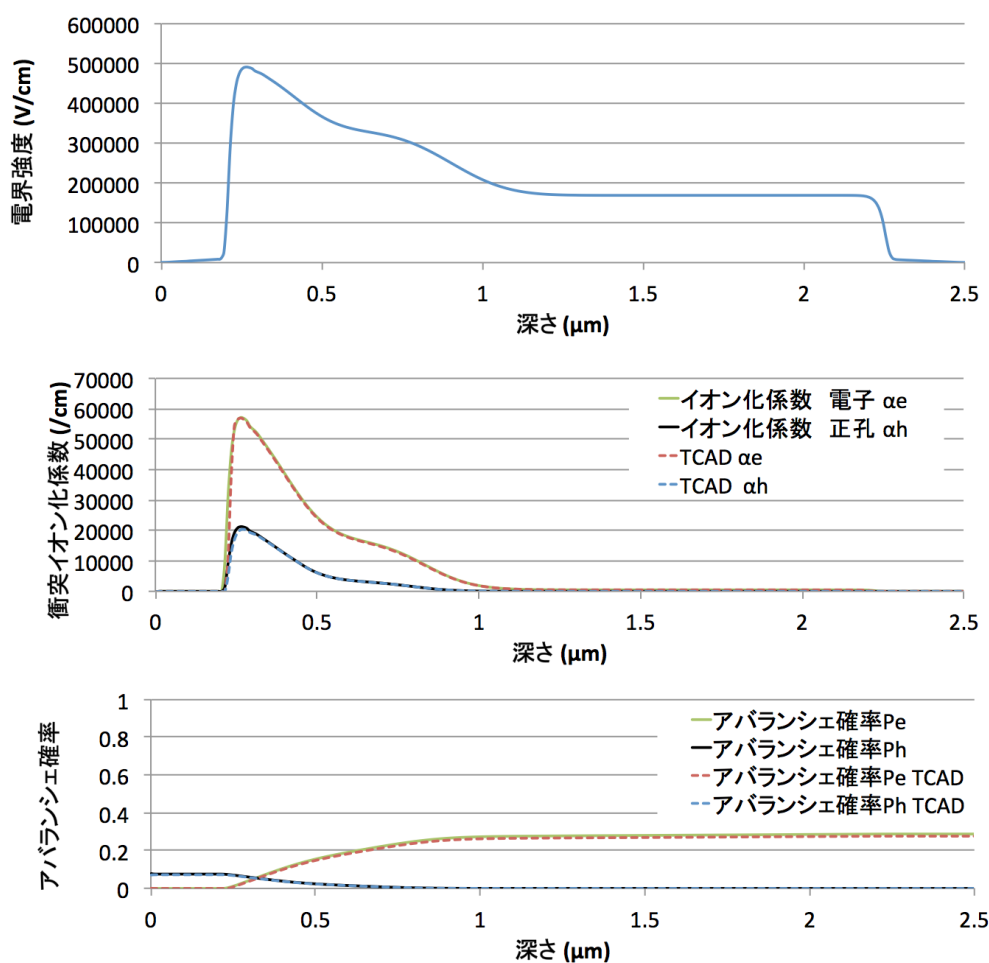 600000
500000
400000
300000
200000
100000
0
電界強度 (V/cm)
0 0.5 1 1.5 2 2.5
深さ (μm)
70000
60000
50000
40000
30000
20000
10000
0
衝突イオン化係数 (/cm)
イオン化係数 電子 αe
イオン化係数 正孔 αh
TCAD αe
TCAD αh
0 0.5 1 1.5 2 2.5
深さ (μm)
1
0.8
0.6
0.4
0.2
0
アバランシェ確率
アバランシェ確率Pe
アバランシェ確率Ph
アバランシェ確率Pe TCAD
アバランシェ確率Ph TCAD
0 0.5 1 1.5 2 2.5
深さ (μm)